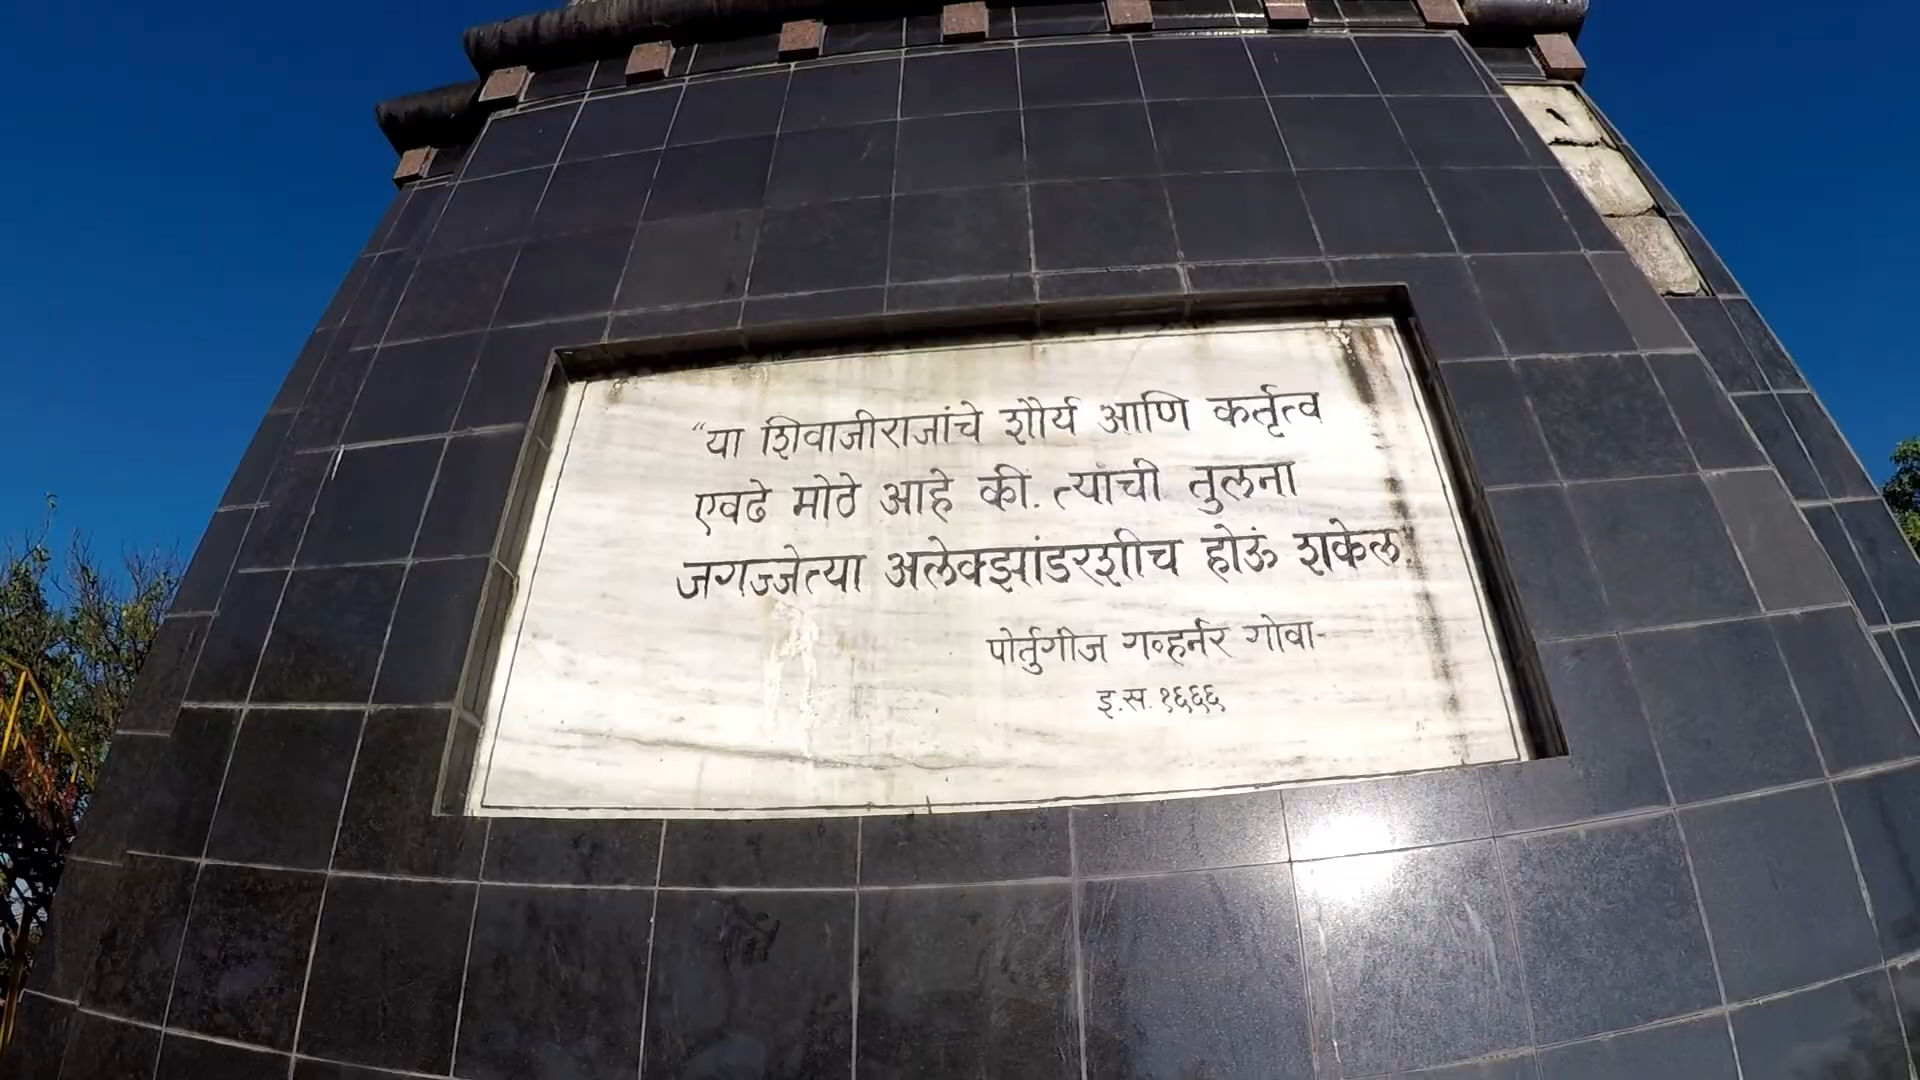 “या शिवाजीराजांचे शौर्य आणि कर्तृत्व
एवढे मोठे आहे की. त्यांची तुलना
जगज्जेत्या अलेक्झांडरशीच होऊं शकेल."
पोर्तुगीज गव्हर्नर गोवा-
इ.स. १६६६